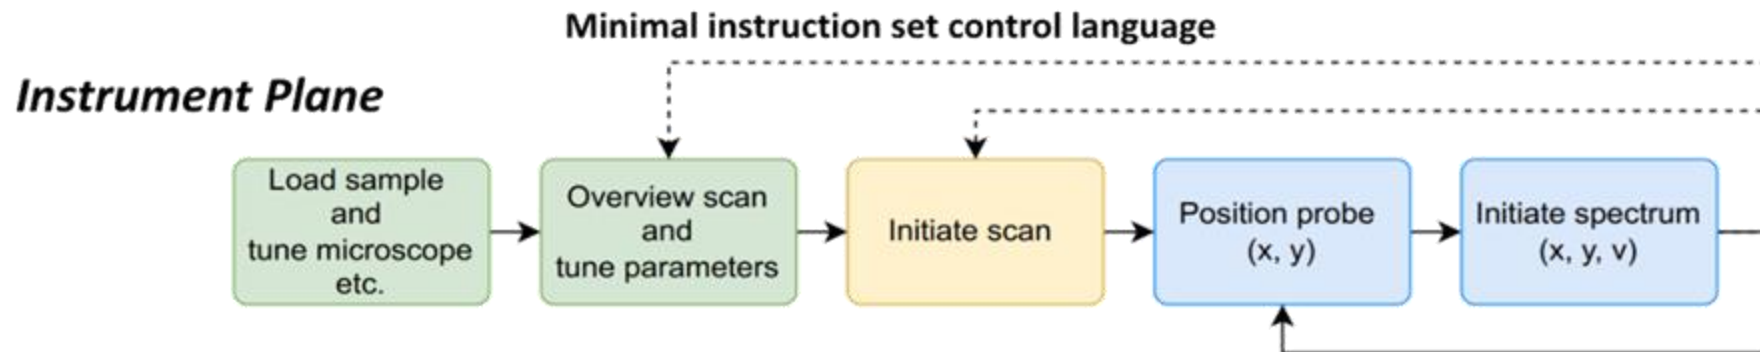 Minimal instruction set control language
Instrument Plane
Load sample
and
tune microscope
etc.
Overview scan
and
tune parameters
Initiate scan
Position probe
(x, y)
Initiate spectrum
(x, y, v)